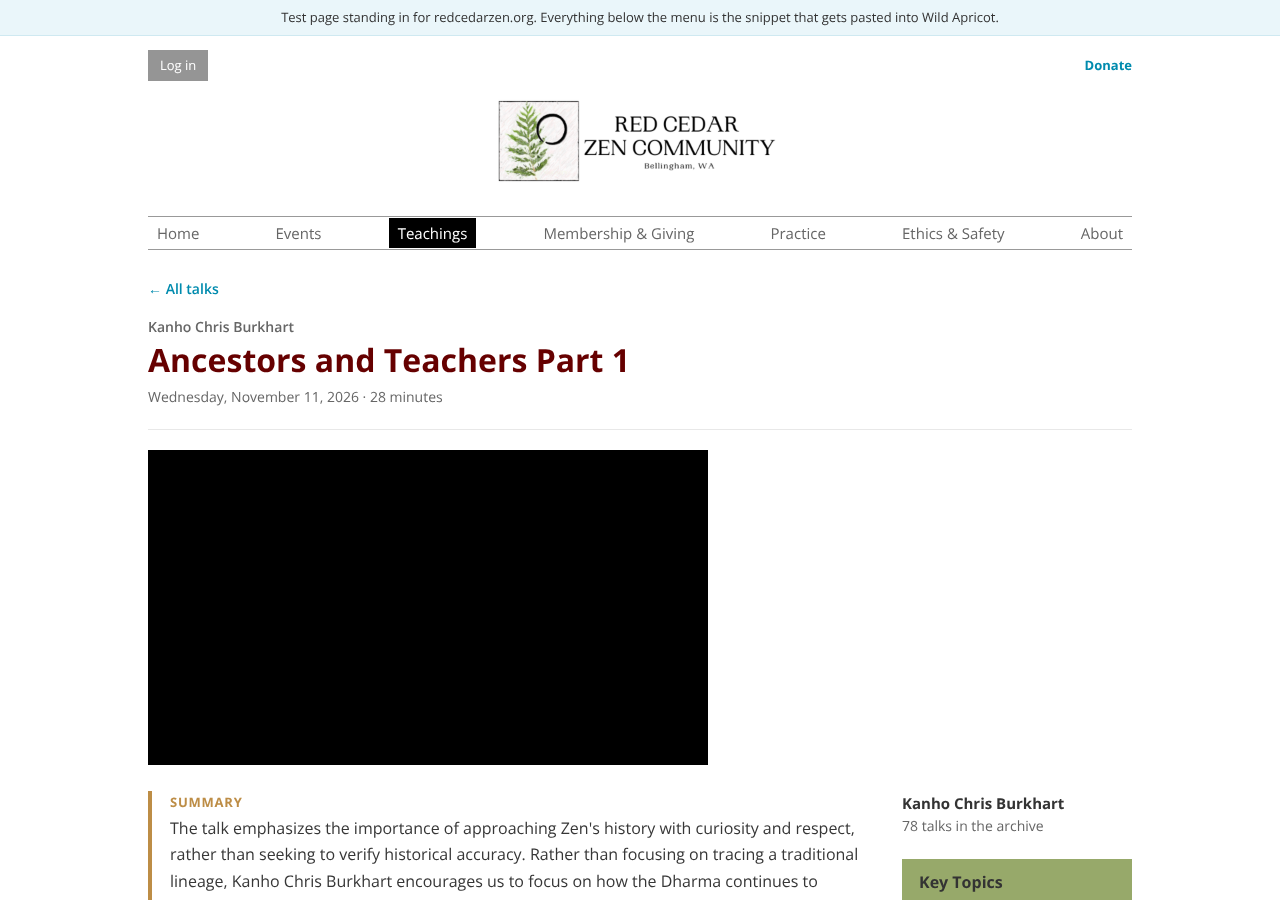 Test page standing in for redcedarzen.org. Everything below the menu is the snippet that gets pasted into Wild Apricot.
Log in
Donate
RED CEDAR
ZEN COMMUNITY
Bellingham, WA
Home
Events
Teachings
Membership & Giving
Practice
Ethics & Safety
About
← All talks
Kanho Chris Burkhart
Ancestors and Teachers Part 1
Wednesday, November 11, 2026 · 28 minutes
SUMMARY
The talk emphasizes the importance of approaching Zen's history with curiosity and respect,
rather than seeking to verify historical accuracy. Rather than focusing on tracing a traditional
lineage, Kanho Chris Burkhart encourages us to focus on how the Dharma continues to
Kanho Chris Burkhart
78 talks in the archive
Key Topics